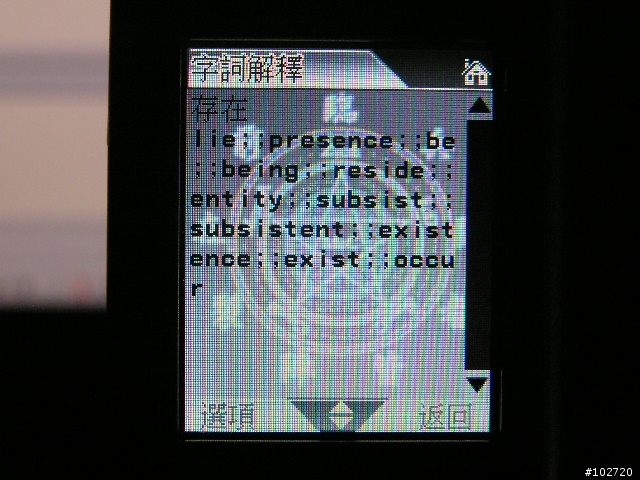 字詞解釋
存在
lie;;presence;;be
;;being;;reside;;
entity;;subsist;;
subsistent;;exist
ence;;exist;;occu
r
臨
選項
返回
#102720